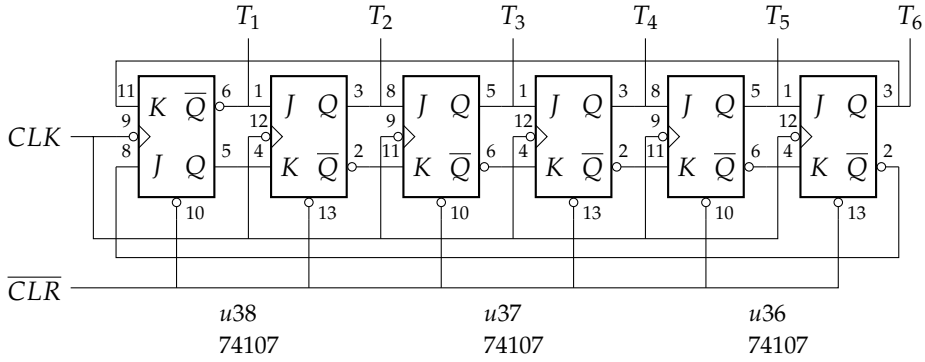 T1 T2 T3 T4 T5 T6
11 6 1 3 8 5 1 3 8 5 1 3
K Q̅ J Q J Q J Q J Q J Q
CLK 9 12 9 12 9 12
8 5 4 2 11 6 4 2 11 6 4 2
J Q K Q̅ K Q̅ K Q̅ K Q̅ K Q̅
10 13 10 13 10 13
C̅L̅R̅
u38 u37 u36
74107 74107 74107